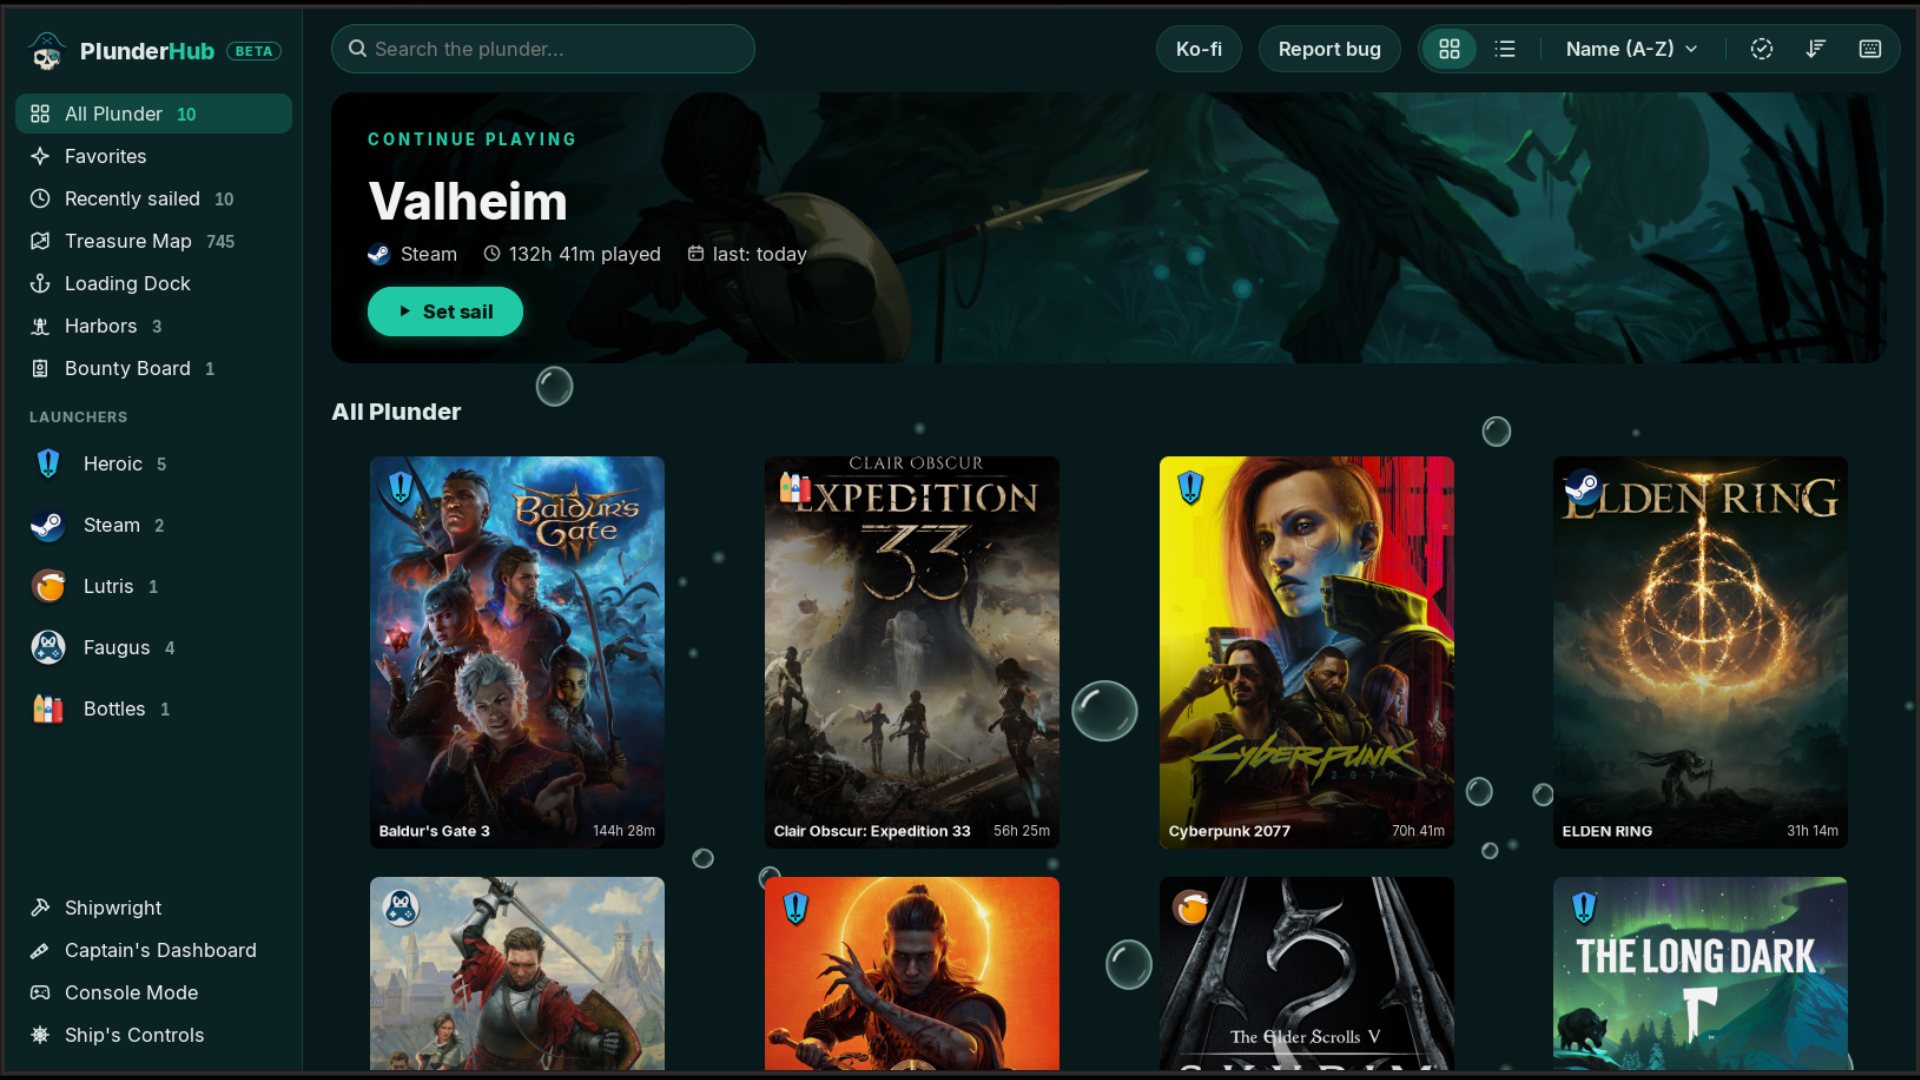 PlunderHub BETA
Search the plunder...
Ko-fi
Report bug
Name (A-Z)
All Plunder 10
Favorites
Recently sailed 10
Treasure Map 745
Loading Dock
Harbors 3
Bounty Board 1
LAUNCHERS
Heroic 5
Steam 2
Lutris 1
Faugus 4
Bottles 1
Shipwright
Captain's Dashboard
Console Mode
Ship's Controls
CONTINUE PLAYING
Valheim
Steam 132h 41m played last: today
Set sail
All Plunder
Baldur's
Gate
Baldur's Gate 3 144h 28m
CLAIR OBSCUR
EXPEDITION
33
Clair Obscur: Expedition 33 56h 25m
Cyberpunk
2077
Cyberpunk 2077 70h 41m
ELDEN RING
ELDEN RING 31h 14m
The Elder Scrolls V
SKYRIM
THE LONG DARK